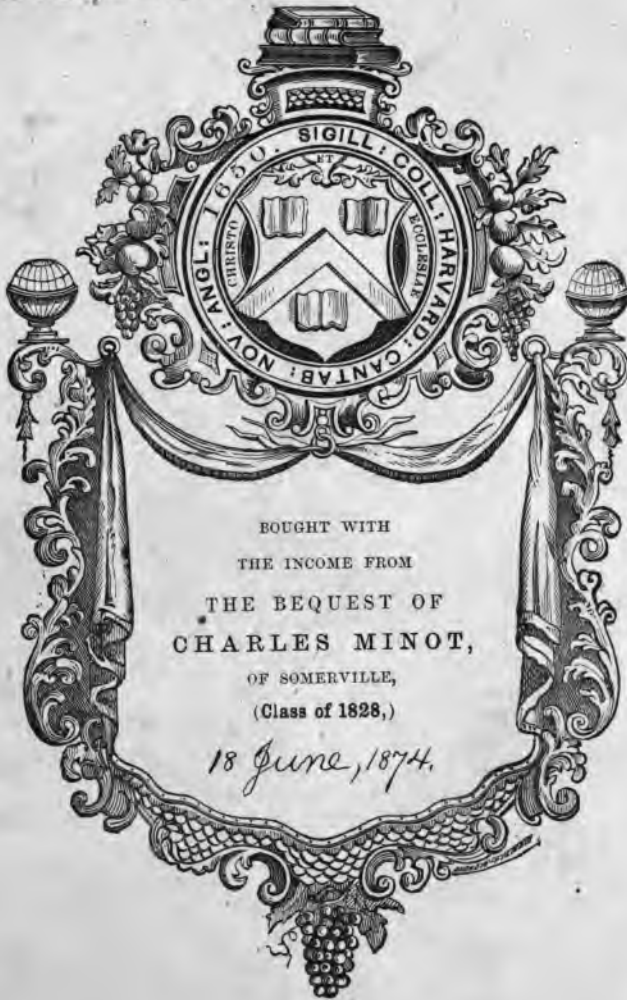 SIGILL: COLL: HARVARD: CANTAB: NOV: ANGL: 1650.
ET
CHRISTO
ECCLESIAE
BOUGHT WITH
THE INCOME FROM
THE BEQUEST OF
CHARLES MINOT,
OF SOMERVILLE,
(Class of 1828,)
18 June, 1874.